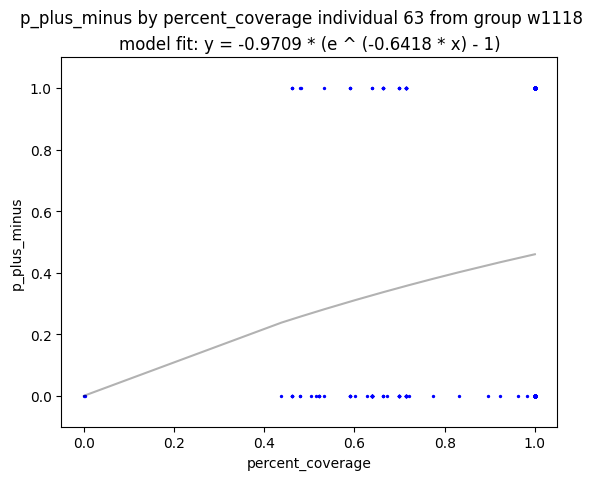 p_plus_minus by percent_coverage individual 63 from group w1118
model fit: y = -0.9709 * (e ^ (-0.6418 * x) - 1)
1.0
0.8
0.6
0.4
0.2
0.0
p_plus_minus
0.0 0.2 0.4 0.6 0.8 1.0
percent_coverage